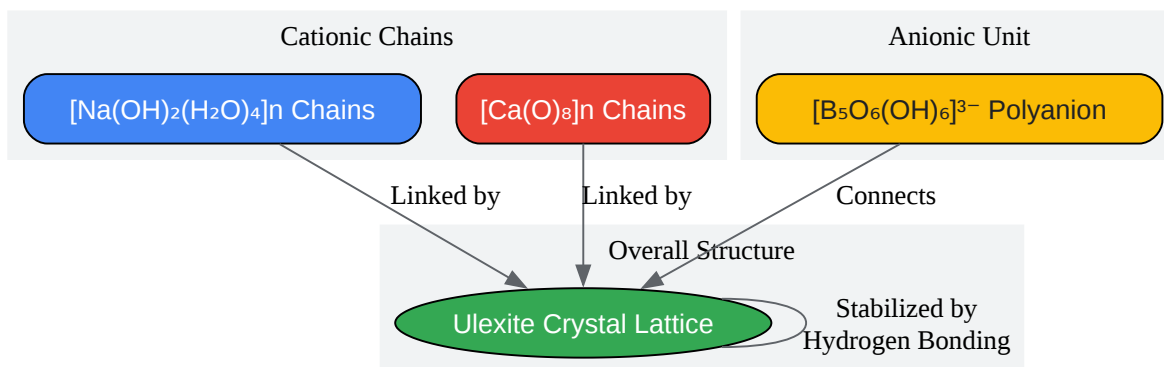 Cationic Chains
Anionic Unit
[Na(OH)₂(H₂O)₄]n Chains
[Ca(O)₈]n Chains
[B₅O₆(OH)₆]³⁻ Polyanion
Linked by
Linked by
Connects
Overall Structure
Ulexite Crystal Lattice
Stabilized by
Hydrogen Bonding